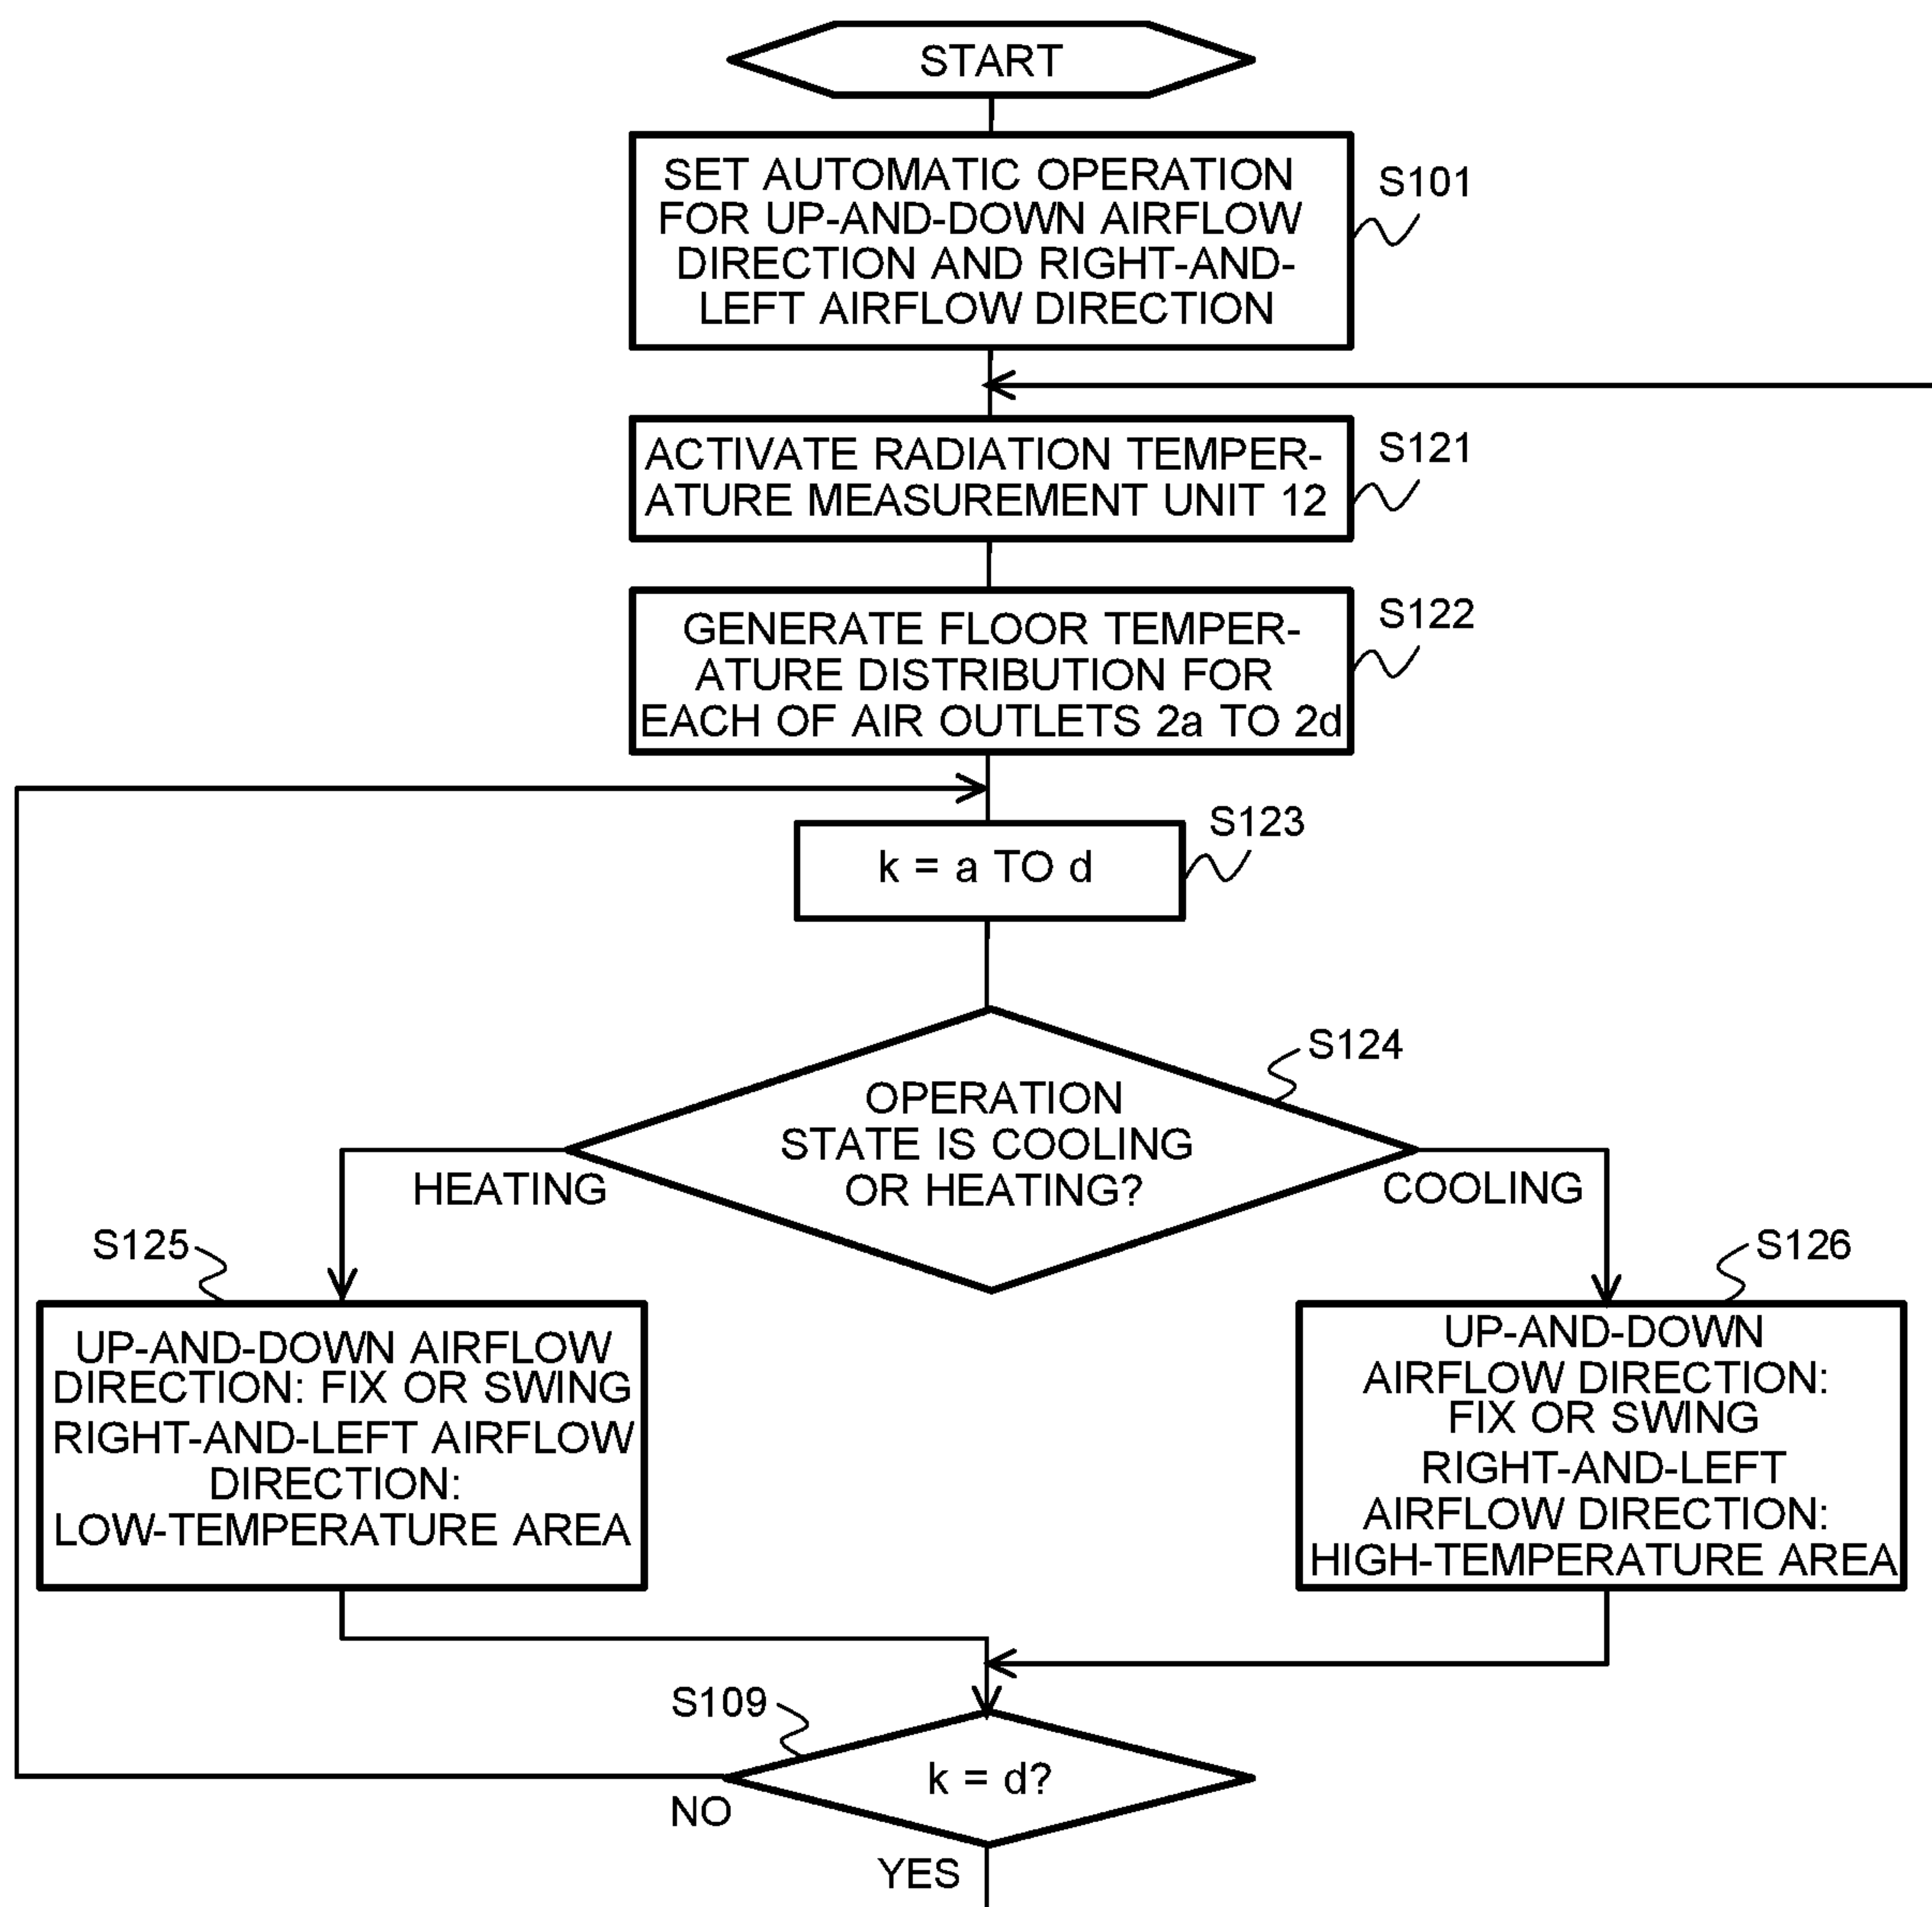 START
SET AUTOMATIC OPERATION
FOR UP-AND-DOWN AIRFLOW
DIRECTION AND RIGHT-AND-
LEFT AIRFLOW DIRECTION
S101
ACTIVATE RADIATION TEMPER-
ATURE MEASUREMENT UNIT 12
S121
GENERATE FLOOR TEMPER-
ATURE DISTRIBUTION FOR
EACH OF AIR OUTLETS 2a TO 2d
S122
k = a TO d
S123
OPERATION
STATE IS COOLING
OR HEATING?
S124
HEATING
COOLING
S125
UP-AND-DOWN AIRFLOW
DIRECTION: FIX OR SWING
RIGHT-AND-LEFT AIRFLOW
DIRECTION:
LOW-TEMPERATURE AREA
S126
UP-AND-DOWN
AIRFLOW DIRECTION:
FIX OR SWING
RIGHT-AND-LEFT
AIRFLOW DIRECTION:
HIGH-TEMPERATURE AREA
S109
k = d?
NO
YES